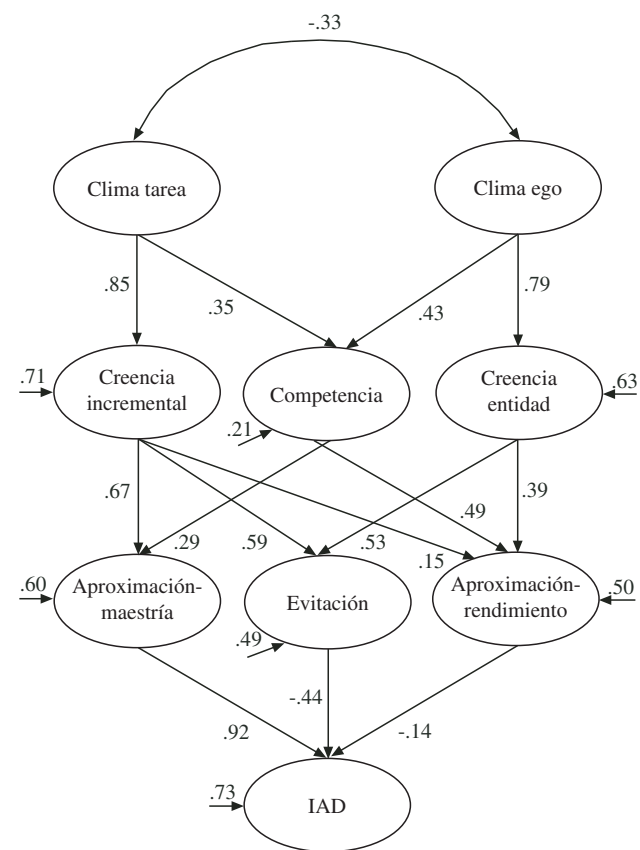 -.33
Clima tarea
Clima ego
.85
.35
.43
.79
.71
Creencia
incremental
Competencia
Creencia
entidad
.63
.21
.67
.29
.59
.53
.49
.15
.39
.60
Aproximación-
maestría
Evitación
Aproximación-
rendimiento
.50
.49
.92
-.44
-.14
.73
IAD